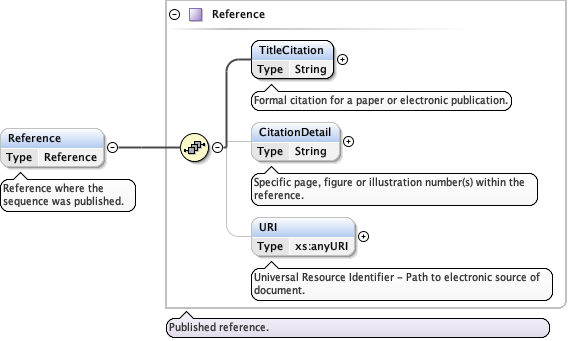 Reference
TitleCitation
Type String
Formal citation for a paper or electronic publication.
Reference
Type Reference
Reference where the
sequence was published.
CitationDetail
Type String
Specific page, figure or illustration number(s) within the
reference.
URI
Type xs:anyURI
Universal Resource Identifier - Path to electronic source of
document.
Published reference.